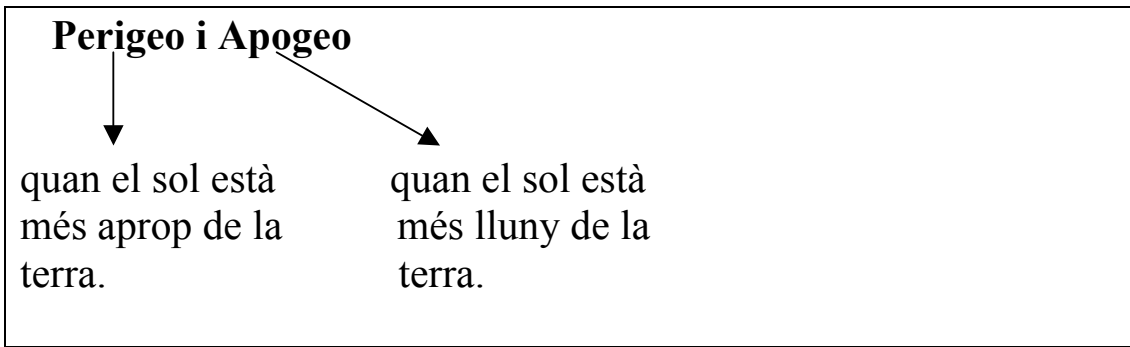 Perigeo i Apogeo
quan el sol està
més aprop de la
terra.
quan el sol està
més lluny de la
terra.